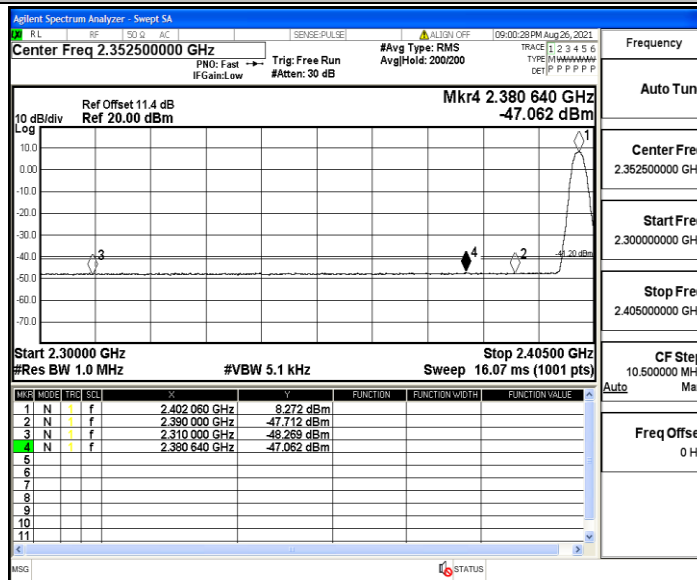 Agilent Spectrum Analyzer - Swept SA
RL RF 50 Ω AC SENSE:PULSE ALIGN OFF 09:00:28 PM Aug 26, 2021
Center Freq 2.352500000 GHz
PNO: Fast Trig: Free Run
IFGain:Low #Atten: 30 dB
#Avg Type: RMS
Avg|Hold: 200/200
TRACE 1 2 3 4 5 6
TYPE M W W W W W
DET P P P P P P
Mkr4 2.380 640 GHz
-47.062 dBm
Ref Offset 11.4 dB
10 dB/div Ref 20.00 dBm
Log
10.0
0.00
-10.0
-20.0
-30.0
-40.0
-50.0
-60.0
-70.0
1
2
3
4
-41.20 dBm
Start 2.30000 GHz Stop 2.40500 GHz
#Res BW 1.0 MHz #VBW 5.1 kHz Sweep 16.07 ms (1001 pts)
MKR MODE TRC SCL X Y FUNCTION FUNCTION WIDTH FUNCTION VALUE
1 N 1 f 2.402 060 GHz 8.272 dBm
2 N 1 f 2.390 000 GHz -47.712 dBm
3 N 1 f 2.310 000 GHz -48.269 dBm
4 N 1 f 2.380 640 GHz -47.062 dBm
5
6
7
8
9
10
11
MSG STATUS
Frequency
Auto Tun
Center Fre
2.352500000 GH
Start Fre
2.300000000 GH
Stop Fre
2.405000000 GH
CF Step
10.500000 MH
Auto Ma
Freq Offse
0 H